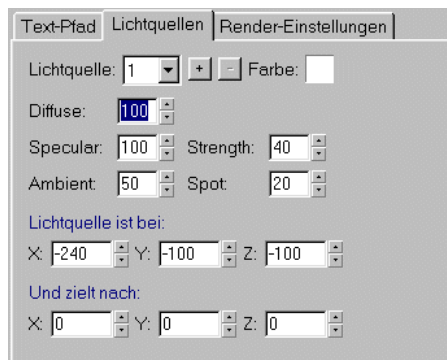 Text-Pfad Lichtquellen Render-Einstellungen
Lichtquelle: 1 + - Farbe:
Diffuse: 100
Specular: 100 Strength: 40
Ambient: 50 Spot: 20
Lichtquelle ist bei:
X: -240 Y: -100 Z: -100
Und zielt nach:
X: 0 Y: 0 Z: 0